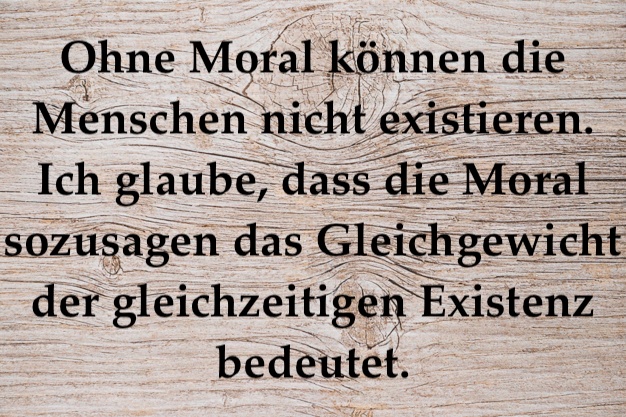 Ohne Moral können die
Menschen nicht existieren.
Ich glaube, dass die Moral
sozusagen das Gleichgewicht
der gleichzeitigen Existenz
bedeutet.